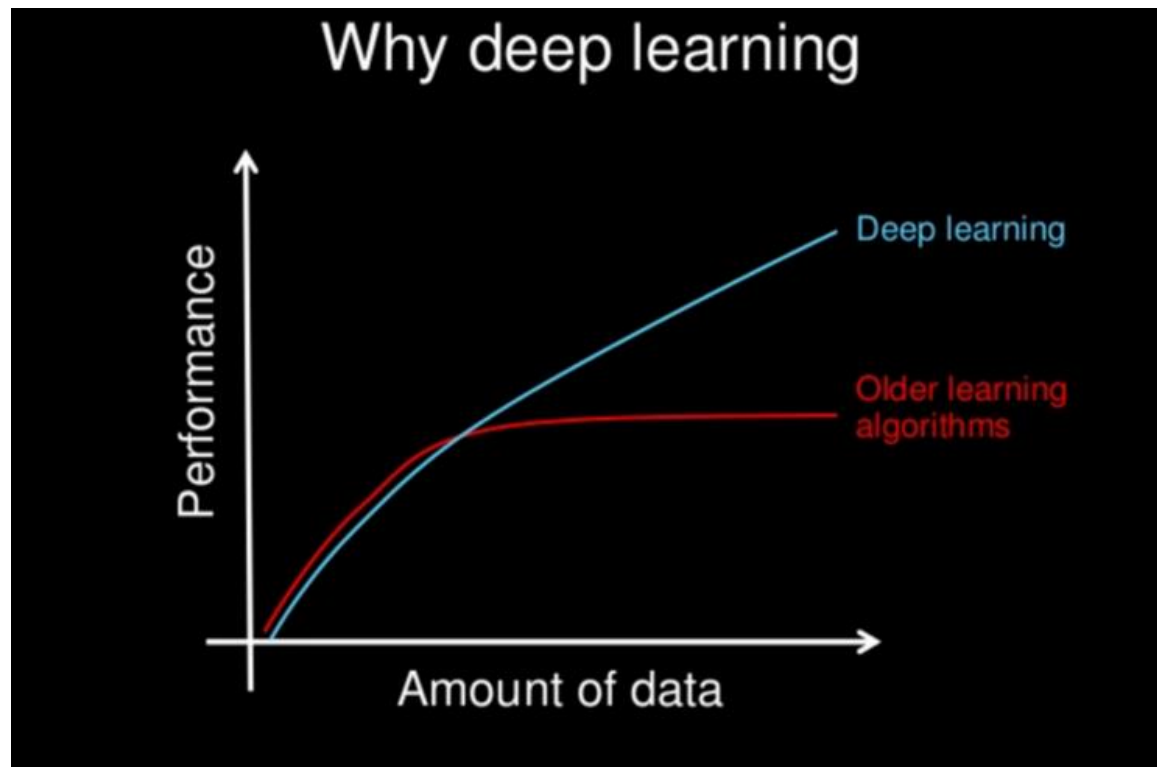 Why deep learning
Performance
Deep learning
Older learning
algorithms
Amount of data